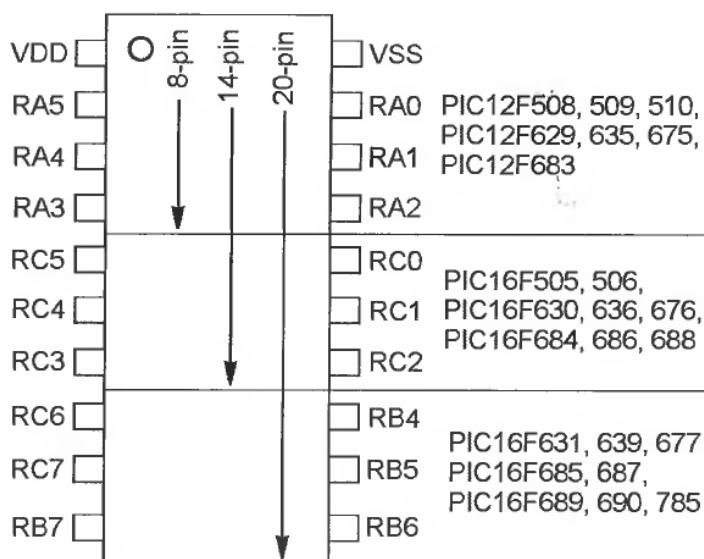 8-pin
14-pin
20-pin
VDD
VSS
RA5
RA0
RA4
RA1
RA3
RA2
PIC12F508, 509, 510,
PIC12F629, 635, 675,
PIC12F683
RC5
RC0
RC4
RC1
RC3
RC2
PIC16F505, 506,
PIC16F630, 636, 676,
PIC16F684, 686, 688
RC6
RB4
RC7
RB5
RB7
RB6
PIC16F631, 639, 677
PIC16F685, 687,
PIC16F689, 690, 785